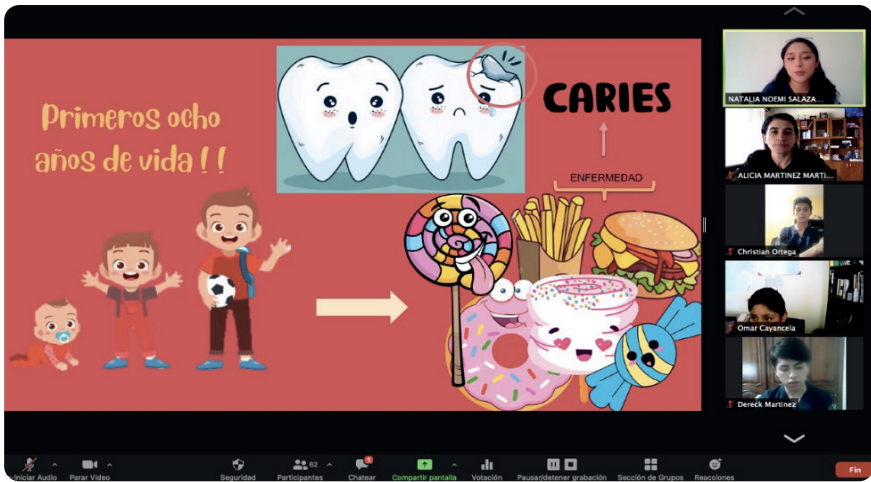 Primeros ocho
años de vida!!
CARIES
ENFERMEDAD
NATALIA NOEMI SALAZA...
ALICIA MARTINEZ MARTI...
Christian Ortega
Omar Cayancela
Dereck Martinez
Iniciar Audio
Parar Video
Seguridad
62
Participantes
1
Chatear
Compartir pantalla
Votación
Pausar/detener grabación
Sección de Grupos
Reacciones
Fin